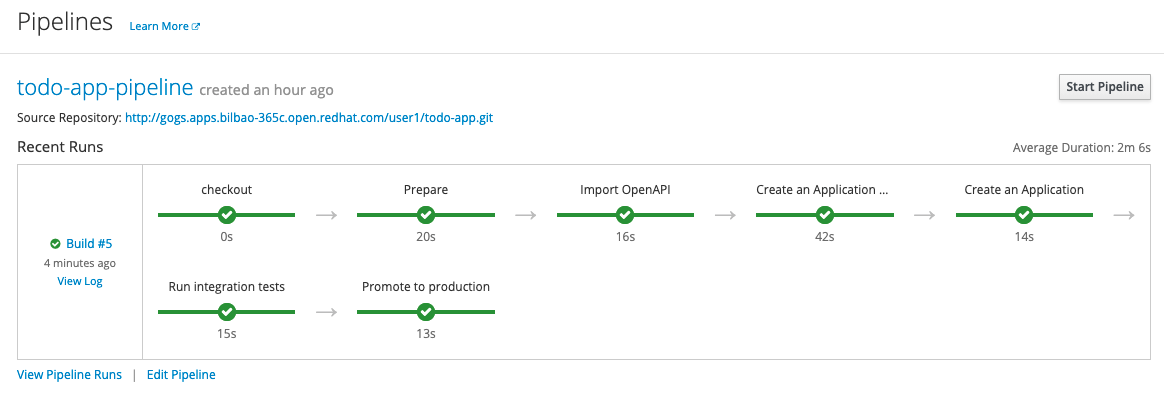 Pipelines Learn More
todo-app-pipeline created an hour ago
Start Pipeline
Source Repository: http://gogs.apps.bilbao-365c.open.redhat.com/user1/todo-app.git
Recent Runs
Average Duration: 2m 6s
Build #5
4 minutes ago
View Log
checkout
0s
Prepare
20s
Import OpenAPI
16s
Create an Application ...
42s
Create an Application
14s
Run integration tests
15s
Promote to production
13s
View Pipeline Runs | Edit Pipeline